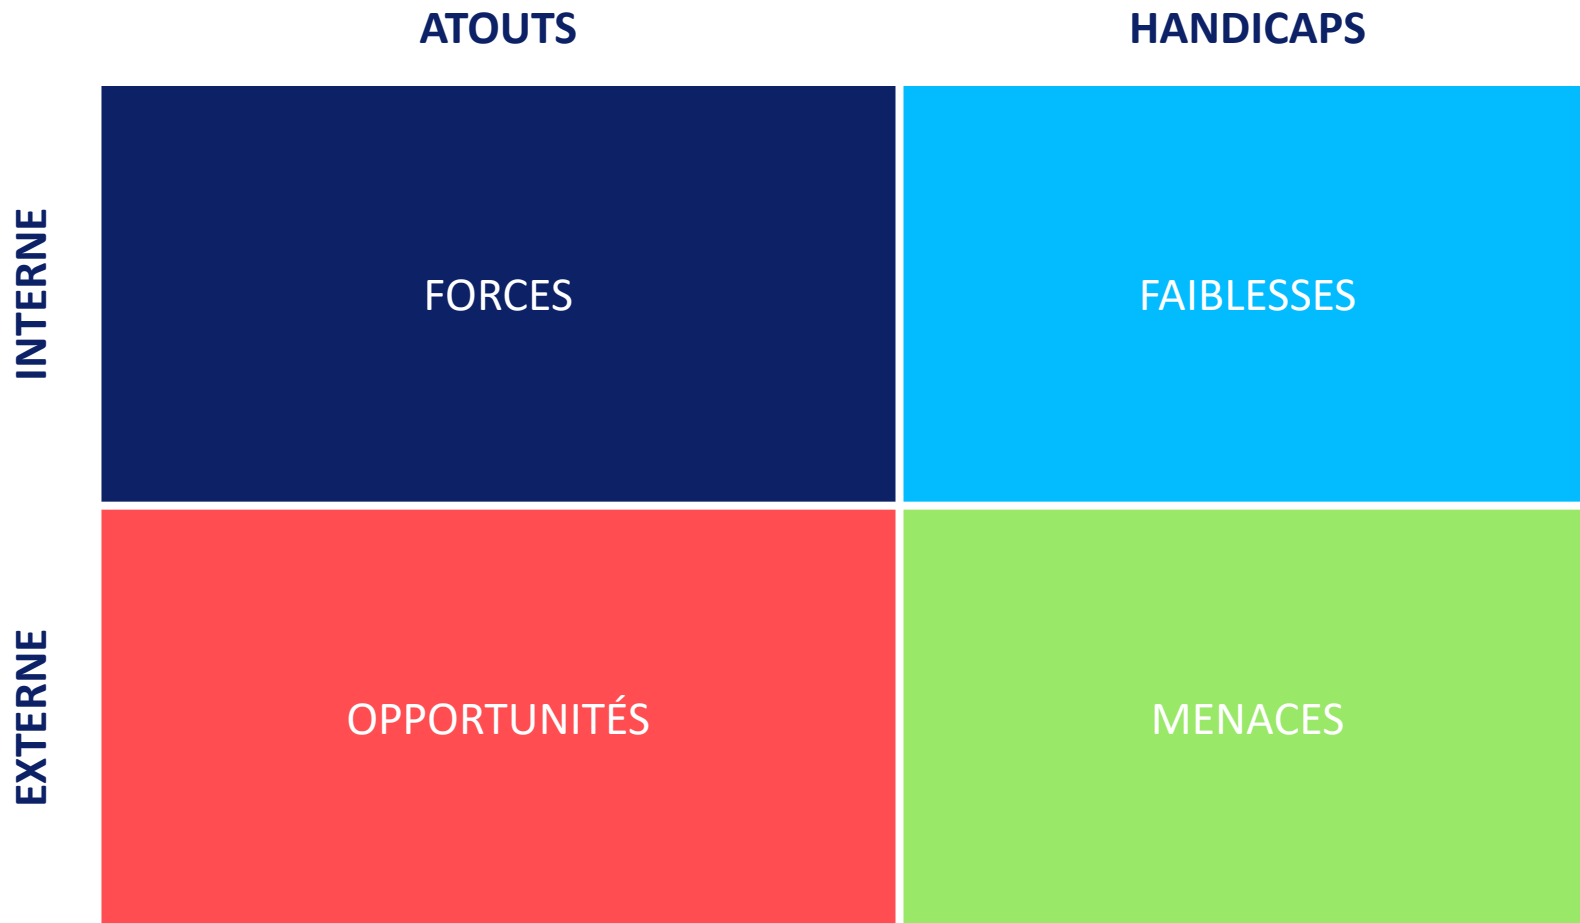 ATOUTS
HANDICAPS
INTERNE
FORCES
FAIBLESSES
EXTERNE
OPPORTUNITÉS
MENACES